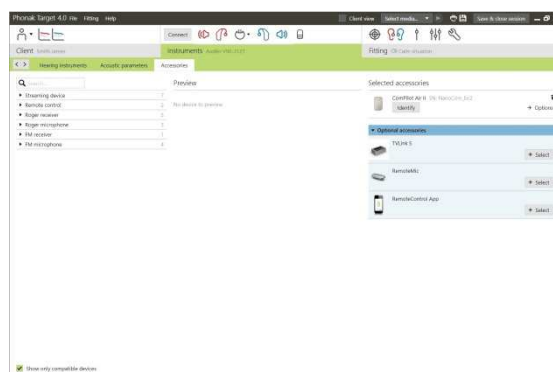 Phonak Target 4.0 File Fitting Help
Client view Select media... Save & close session
Connect
Client
Instruments
Fitting
Hearing instruments Acoustic parameters Accessories
Search
Streaming device
Remote control
Roger receiver
Roger microphone
FM receiver
FM microphone
Preview
No device to preview
Selected accessories
ComPilot Air II
Identify
Optional accessories
TVLink S
+ Select
RemoteMic
+ Select
RemoteControl App
+ Select
Show only compatible devices